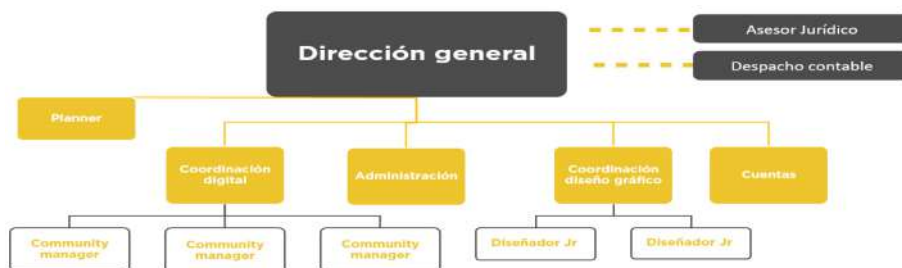 Dirección general
Asesor Jurídico
Despacho contable
Planner
Coordinación
digital
Administración
Coordinación
diseño gráfico
Cuentas
Community
manager
Community
manager
Community
manager
Diseñador Jr
Diseñador Jr